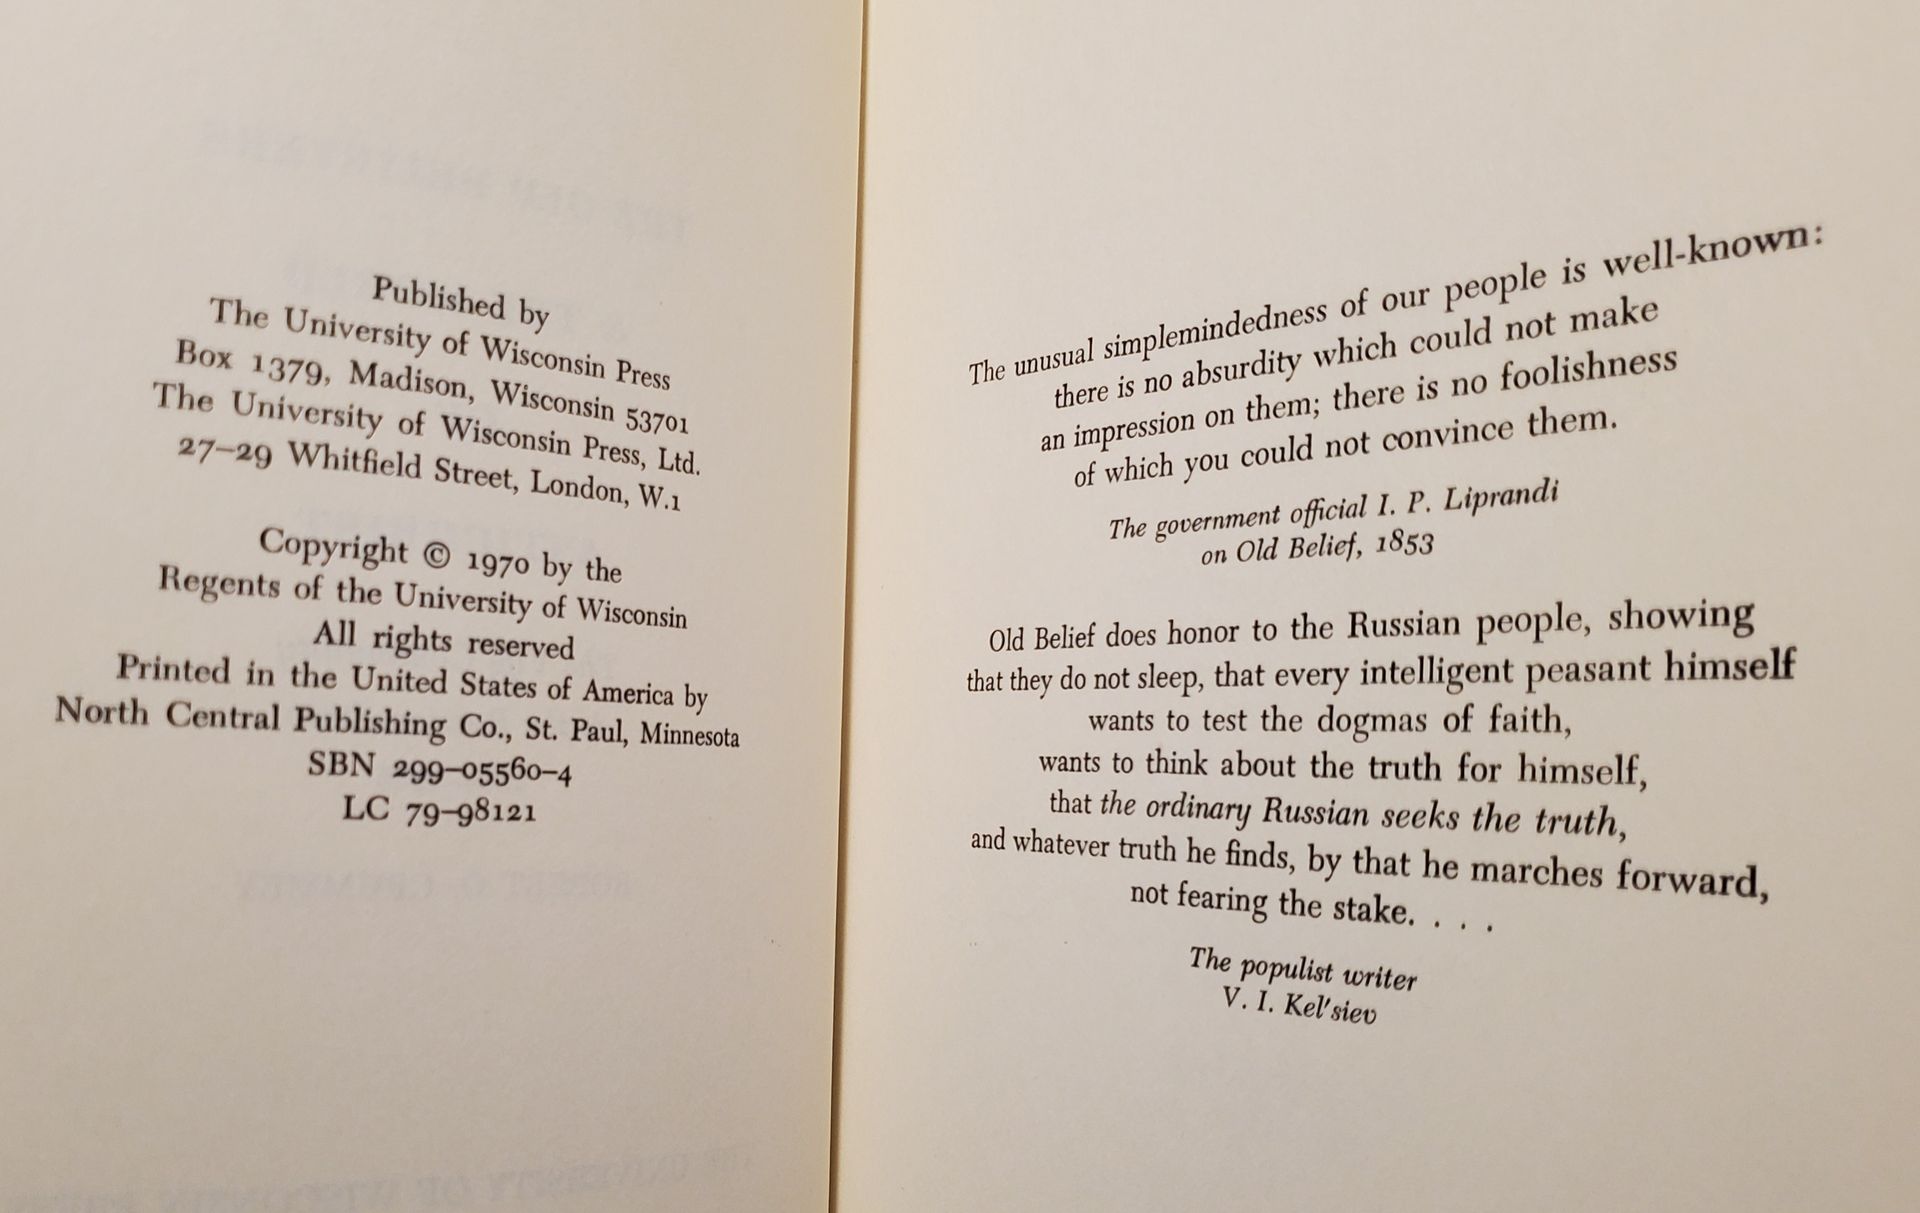 Published by
The University of Wisconsin Press
Box 1379, Madison, Wisconsin 53701
The University of Wisconsin Press, Ltd.
27–29 Whitfield Street, London, W.1
Copyright © 1970 by the
Regents of the University of Wisconsin
All rights reserved
Printed in the United States of America by
North Central Publishing Co., St. Paul, Minnesota
SBN 299–05560–4
LC 79–98121
The unusual simplemindedness of our people is well-known:
there is no absurdity which could not make
an impression on them; there is no foolishness
of which you could not convince them.
The government official I. P. Liprandi
on Old Belief, 1853
Old Belief does honor to the Russian people, showing
that they do not sleep, that every intelligent peasant himself
wants to test the dogmas of faith,
wants to think about the truth for himself,
that the ordinary Russian seeks the truth,
and whatever truth he finds, by that he marches forward,
not fearing the stake. . . .
The populist writer
V. I. Kel'siev